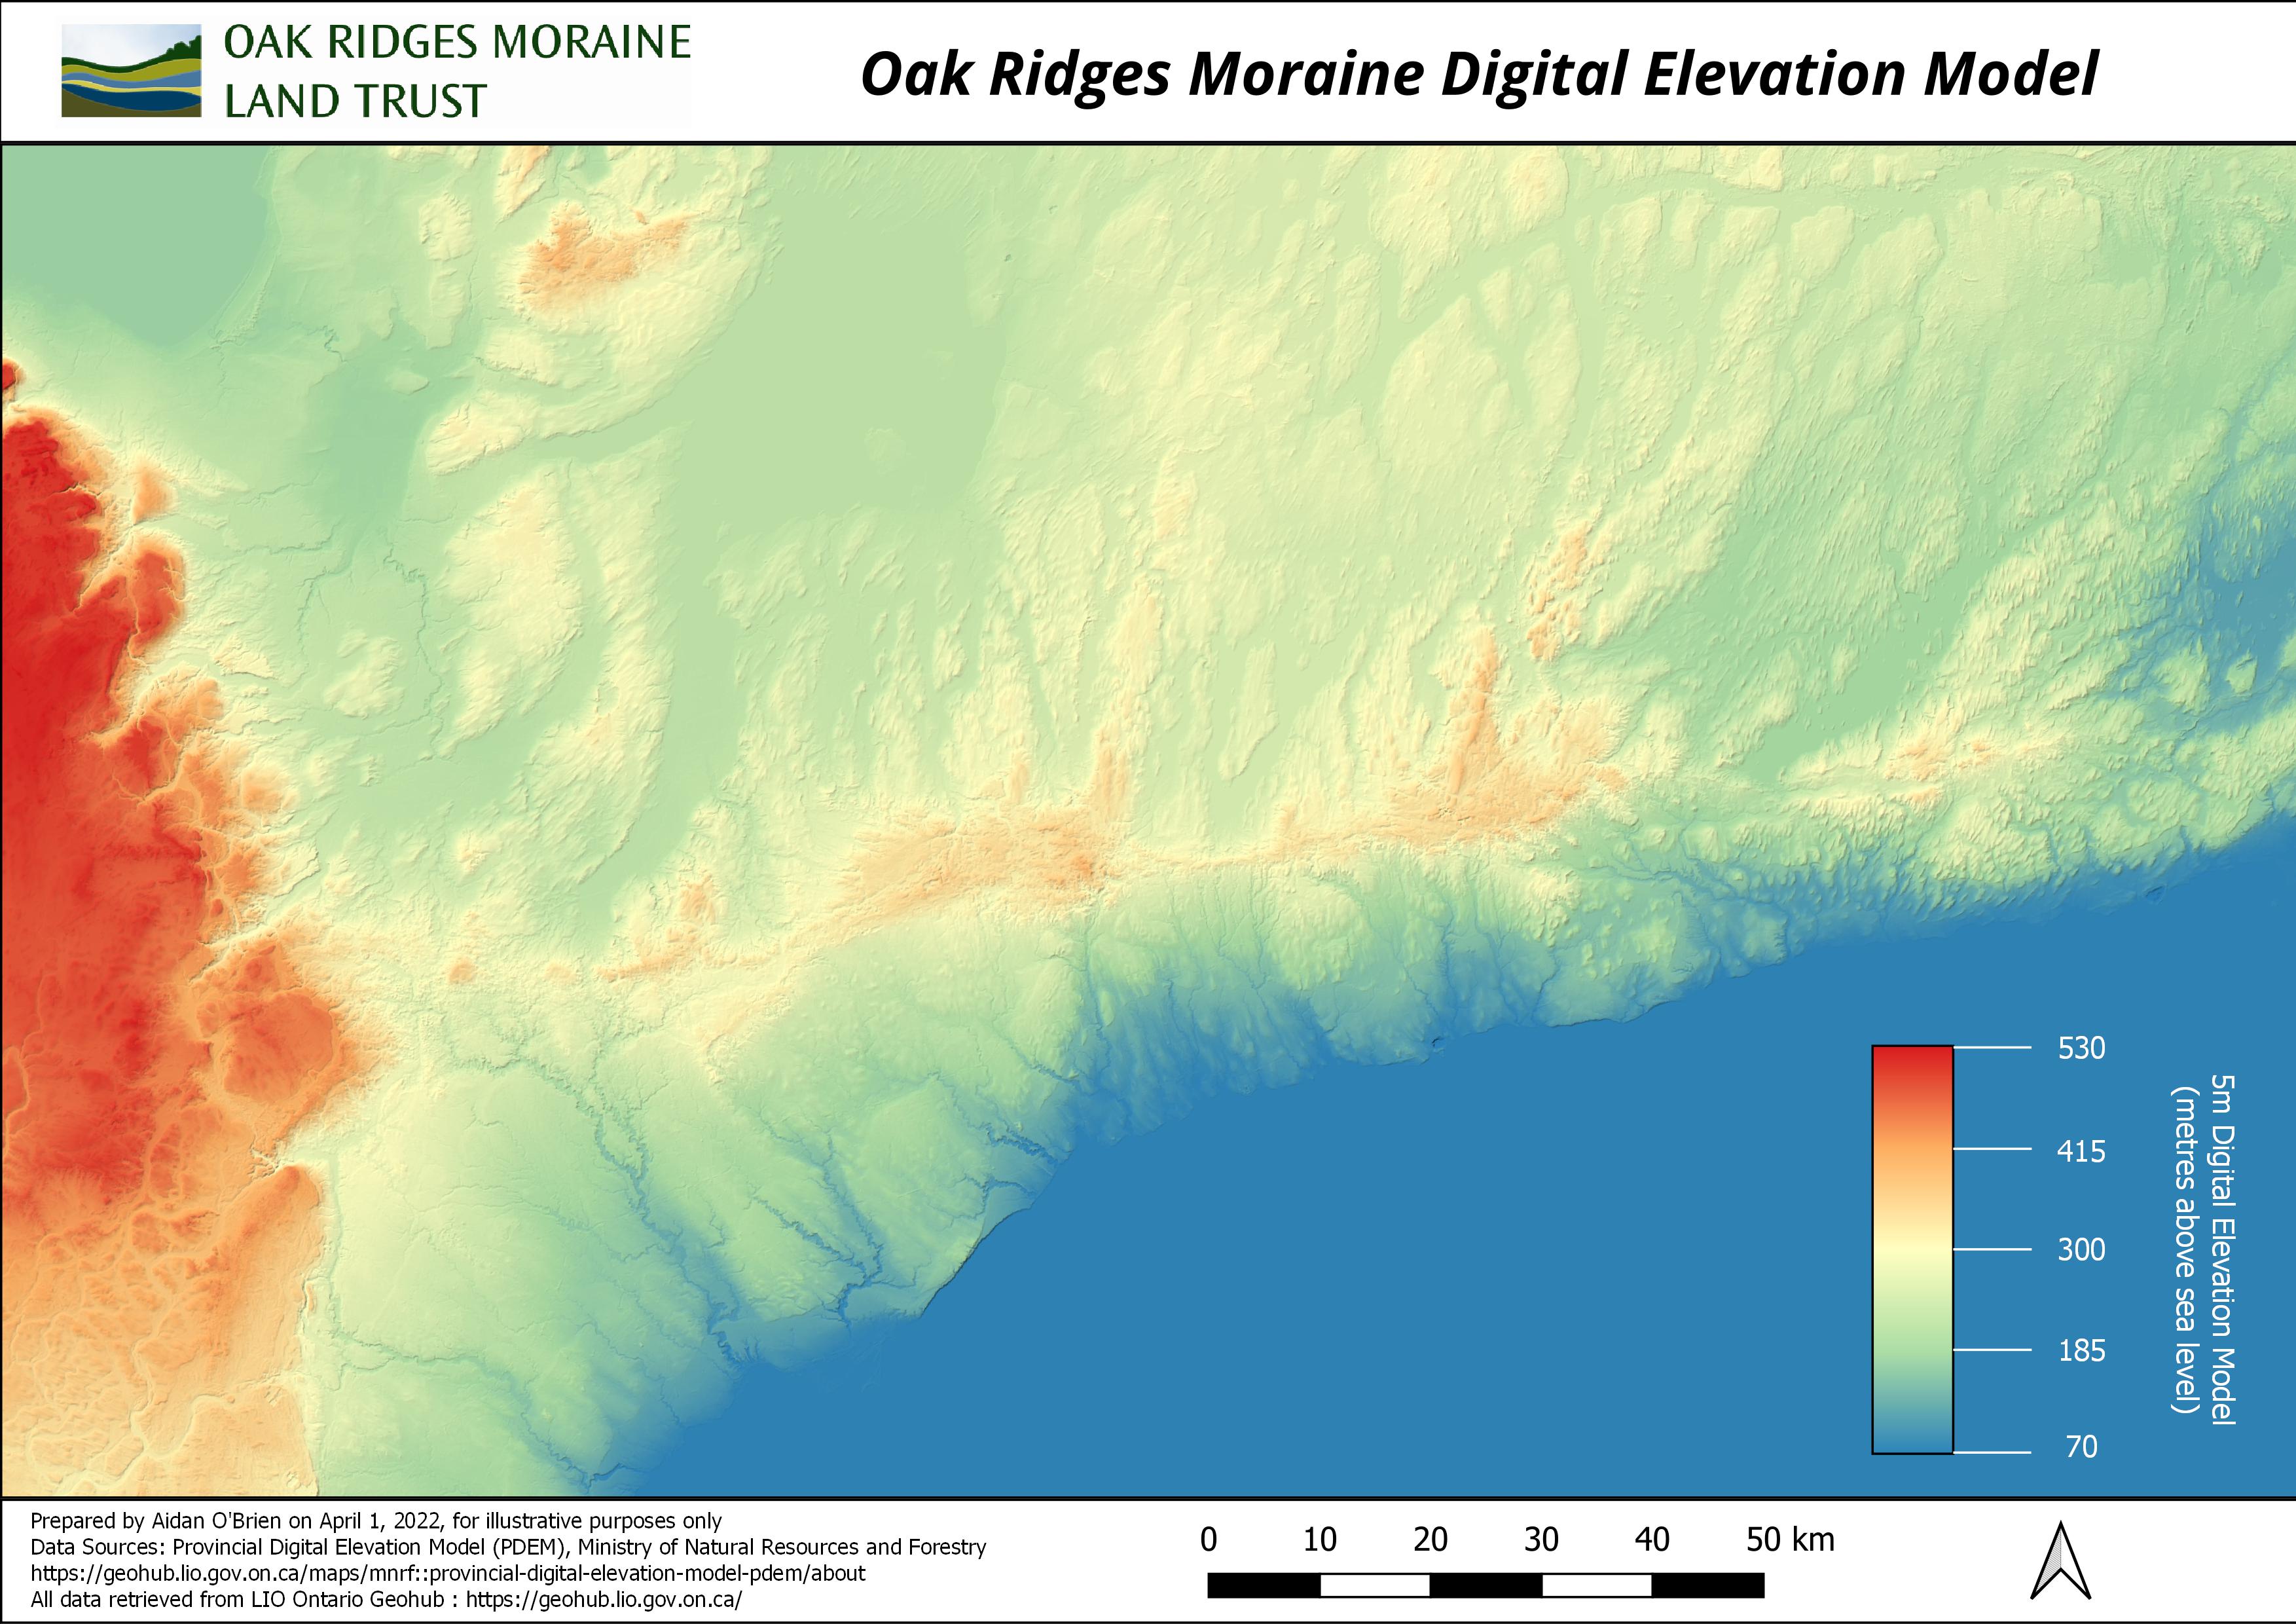 OAK RIDGES MORAINE
LAND TRUST
Oak Ridges Moraine Digital Elevation Model
530
415
300
185
70
5m Digital Elevation Model
(metres above sea level)
Prepared by Aidan O'Brien on April 1, 2022, for illustrative purposes only
Data Sources: Provincial Digital Elevation Model (PDEM), Ministry of Natural Resources and Forestry
https://geohub.lio.gov.on.ca/maps/mnrf::provincial-digital-elevation-model-pdem/about
All data retrieved from LIO Ontario Geohub : https://geohub.lio.gov.on.ca/
0 10 20 30 40 50 km